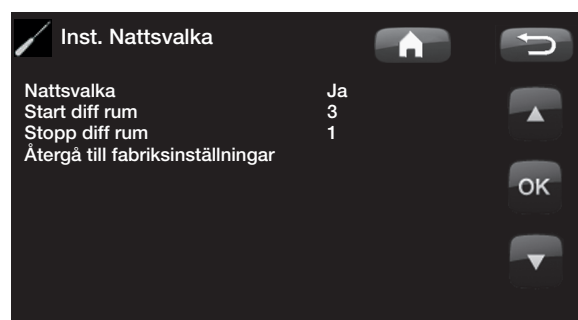 Inst. Nattsvalka
Nattsvalka Ja
Start diff rum 3
Stopp diff rum 1
Återgå till fabriksinställningar
OK